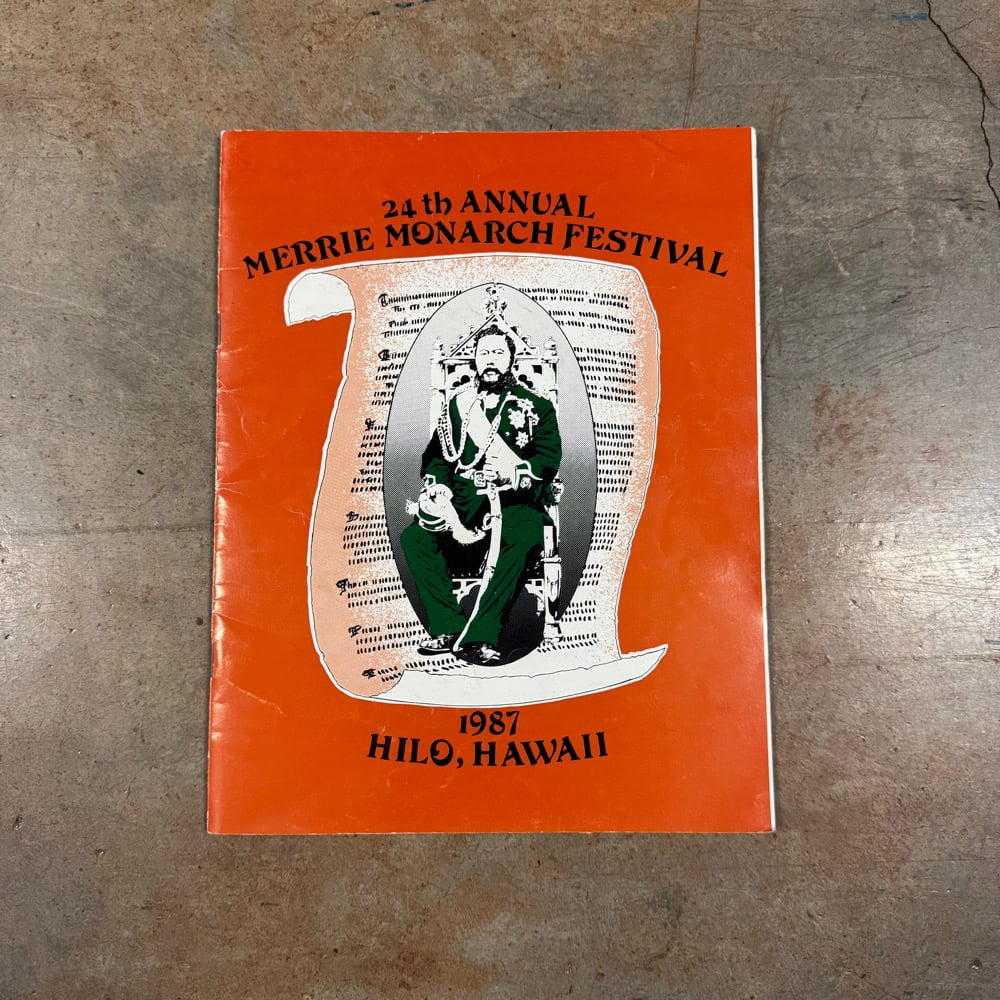 24th ANNUAL
MERRIE MONARCH FESTIVAL
1987
HILO, HAWAII